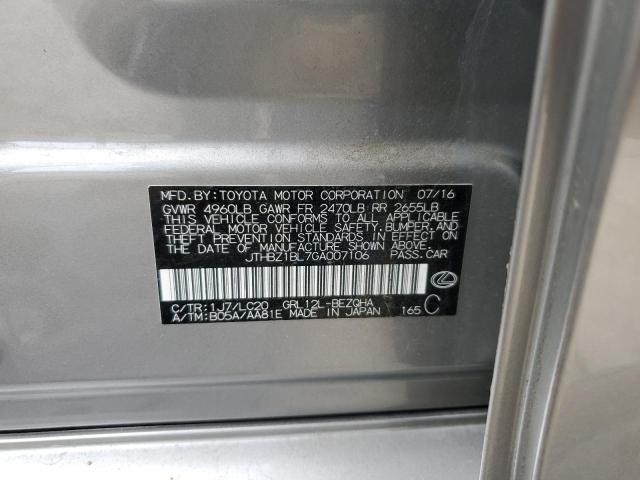 MFD.BY:TOYOTA MOTOR CORPORATION 07/16
GVWR 4960LB GAWR FR 2470LB RR 2655LB
THIS VEHICLE CONFORMS TO ALL APPLICABLE
FEDERAL MOTOR VEHICLE SAFETY, BUMPER,
AND THEFT PREVENTION STANDARDS IN EFFECT
ON THE DATE OF MANUFACTURE SHOWN ABOVE.
JTHBZ1BL7GA007106 PASS.CAR
C/TR:1J7/LC20 GRL12L-BEZQHA
A/TM:B05A/AA81E MADE IN JAPAN 165 C